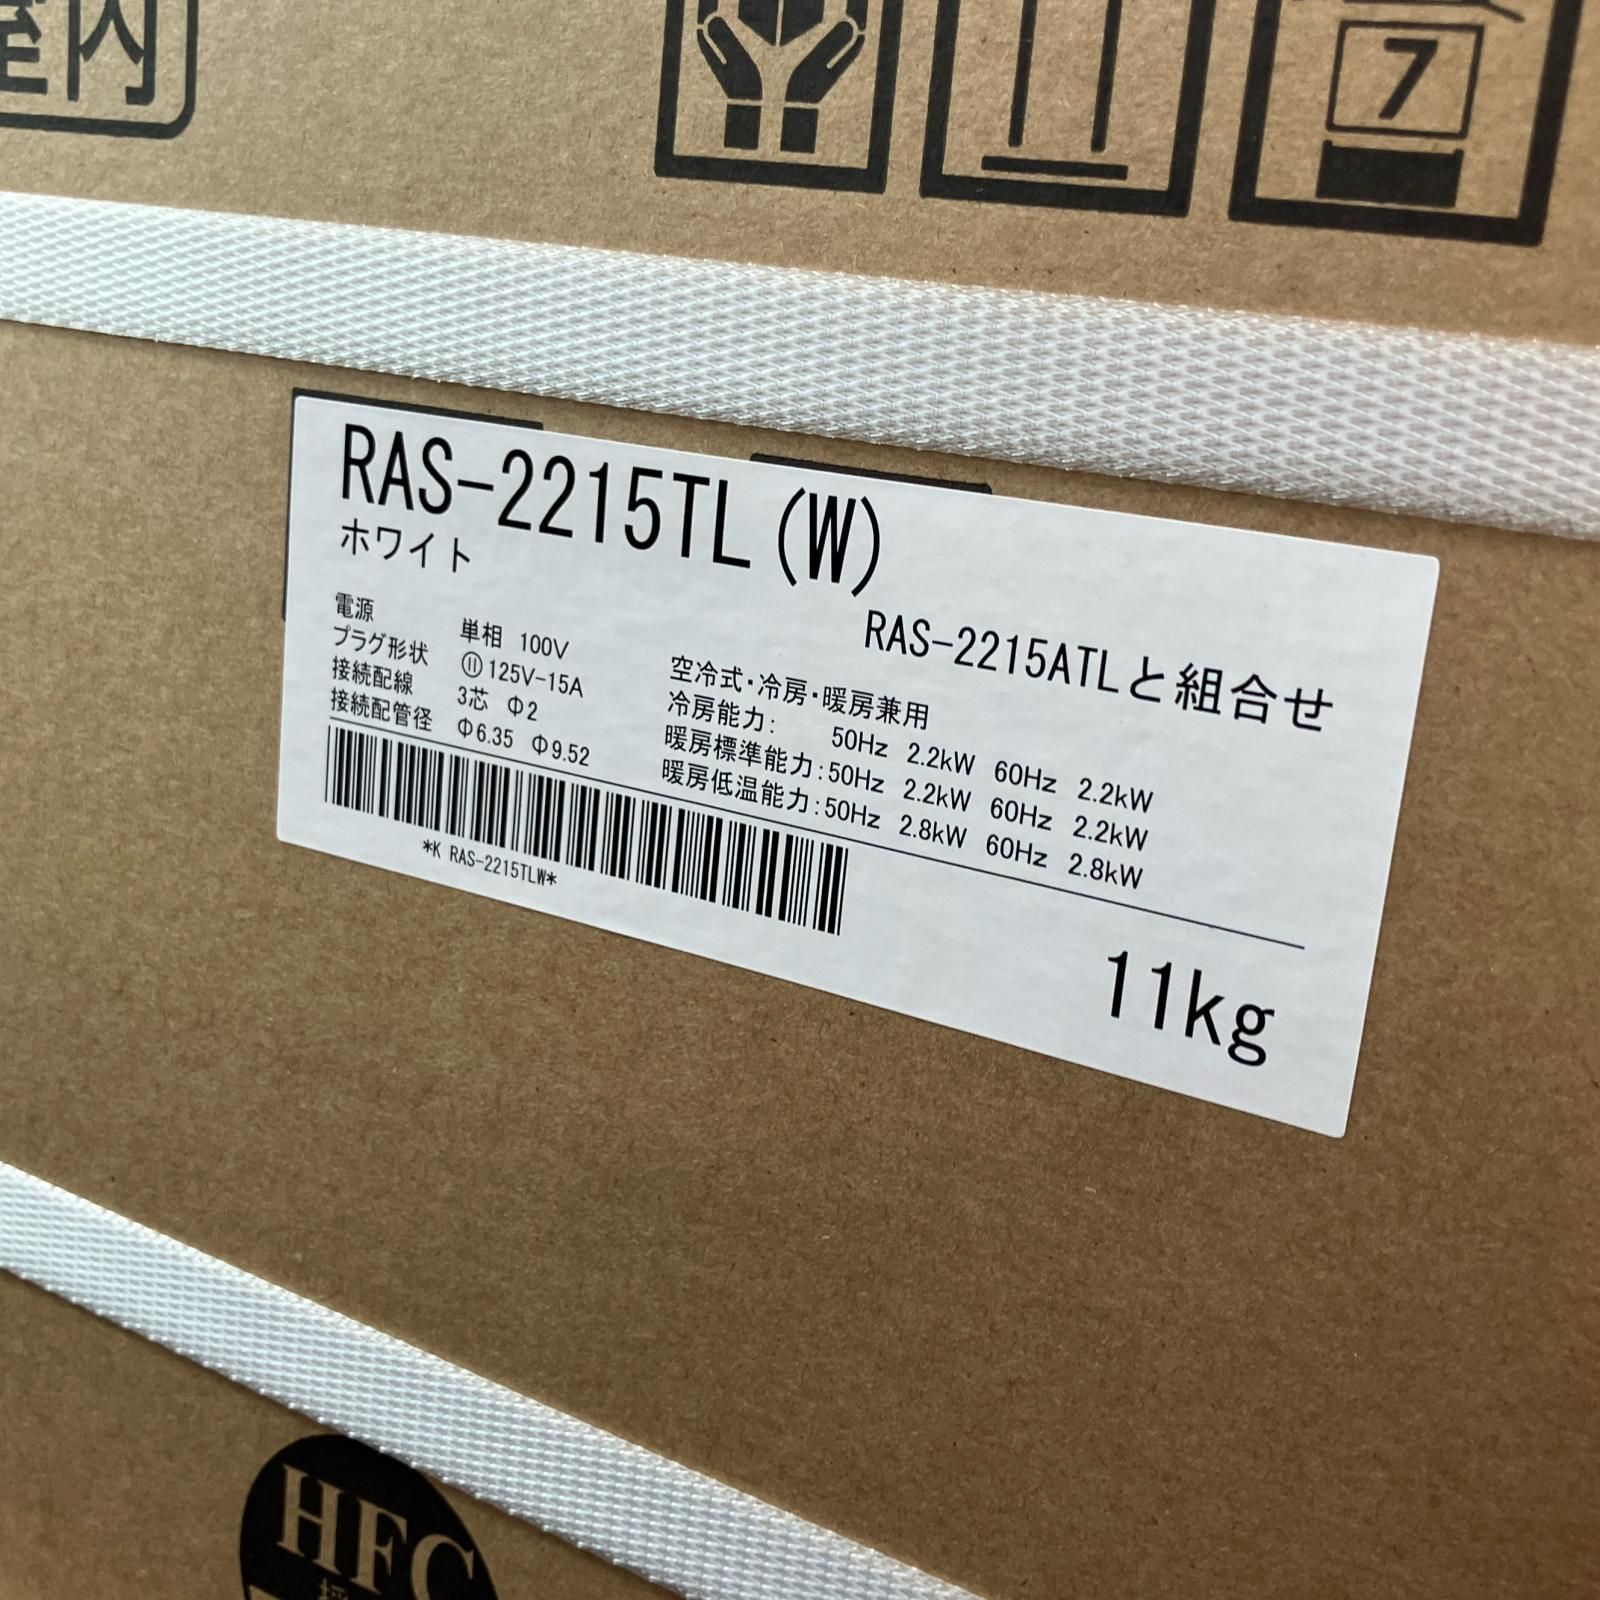 室内
7
RAS-2215TL(W)
ホワイト
RAS-2215ATLと組合せ
電源 単相 100V
プラグ形状 125V-15A
接続配線 3芯 Φ2
接続配管径 Φ6.35 Φ9.52
空冷式・冷房・暖房兼用
冷房能力: 50Hz 2.2kW 60Hz 2.2kW
暖房標準能力:50Hz 2.2kW 60Hz 2.2kW
暖房低温能力:50Hz 2.8kW 60Hz 2.8kW
*K RAS-2215TLW*
11kg
HFC